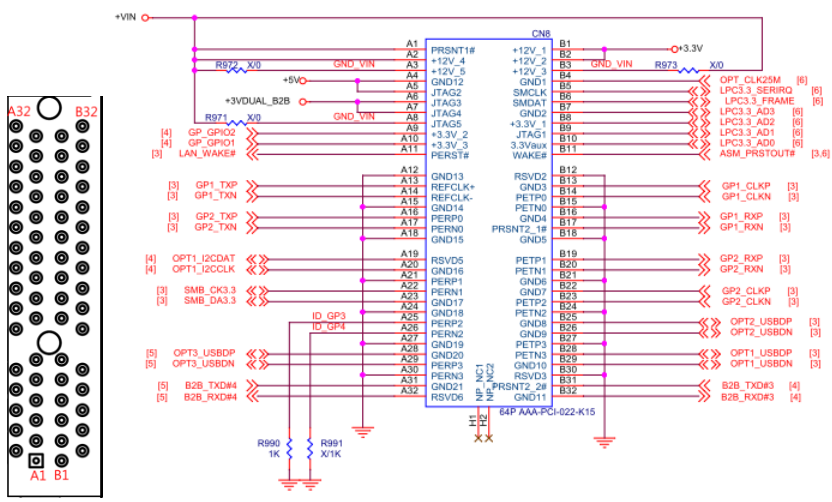 +VIN
CN8
A1 PRSNT1# +12V_1 B1 +3.3V
A2 +12V_4 +12V_2 B2
R972 X/0 GND_VIN A3 +12V_5 +12V_3 B3 GND_VIN R973 X/0
+5V A4 GND12 GND1 B4 OPT_CLK25M [6]
A5 JTAG2 SMCLK B5 LPC3.3_SERIRQ [6]
+3VDUAL_B2B A6 JTAG3 SMDAT B6 LPC3.3_FRAME [6]
A7 JTAG4 GND2 B7 LPC3.3_AD3 [6]
R971 X/0 GND_VIN A8 JTAG5 +3.3V_1 B8 LPC3.3_AD2 [6]
[4] GP_GPIO2 A9 +3.3V_2 JTAG1 B9 LPC3.3_AD1 [6]
[4] GP_GPIO1 A10 +3.3V_3 3.3Vaux B10 LPC3.3_AD0 [6]
[3] LAN_WAKE# A11 PERST# WAKE# B11 ASM_PRSTOUT# [3,6]
A12 GND13 RSVD2 B12
[3] GP1_TXP A13 REFCLK+ GND3 B13 GP1_CLKP [3]
[3] GP1_TXN A14 REFCLK- PETP0 B14 GP1_CLKN [3]
A15 GND14 PETN0 B15
[3] GP2_TXP A16 PERP0 GND4 B16 GP1_RXP [3]
[3] GP2_TXN A17 PERN0 PRSNT2_1# B17 GP1_RXN [3]
A18 GND15 GND5 B18
[4] OPT1_I2CDAT A19 RSVD5 PETP1 B19 GP2_RXP [3]
[4] OPT1_I2CCLK A20 GND16 PETN1 B20 GP2_RXN [3]
A21 PERP1 GND6 B21
[3] SMB_CK3.3 A22 PERN1 GND7 B22 GP2_CLKP [3]
[3] SMB_DA3.3 A23 GND17 PETP2 B23 GP2_CLKN [3]
A24 GND18 PETN2 B24
ID_GP3 A25 PERP2 GND8 B25 OPT2_USBDP [3]
ID_GP4 A26 PERN2 GND9 B26 OPT2_USBDN [3]
A27 GND19 PETP3 B27
[5] OPT3_USBDP A28 GND20 PETN3 B28 OPT1_USBDP [3]
[5] OPT3_USBDN A29 PERP3 GND10 B29 OPT1_USBDN [3]
A30 PERN3 RSVD3 B30
[5] B2B_TXD#4 A31 GND21 PRSNT2_2# B31 B2B_TXD#3 [4]
[5] B2B_RXD#4 A32 RSVD6 GND11 B32 B2B_RXD#3 [4]
NP_NC1 NP_NC2
H1 H2
64P AAA-PCI-022-K15
R990 R991
1K X/1K
A32 B32
A1 B1